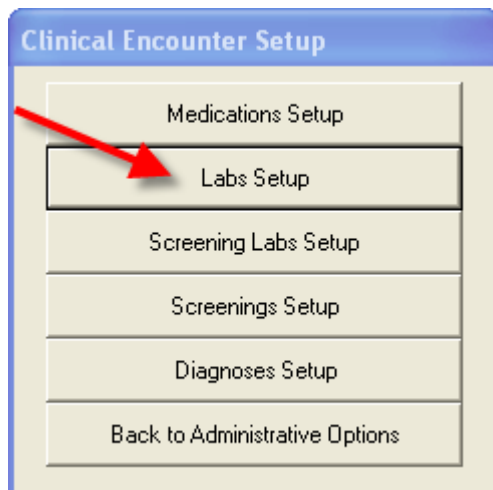 Clinical Encounter Setup
Medications Setup
Labs Setup
Screening Labs Setup
Screenings Setup
Diagnoses Setup
Back to Administrative Options